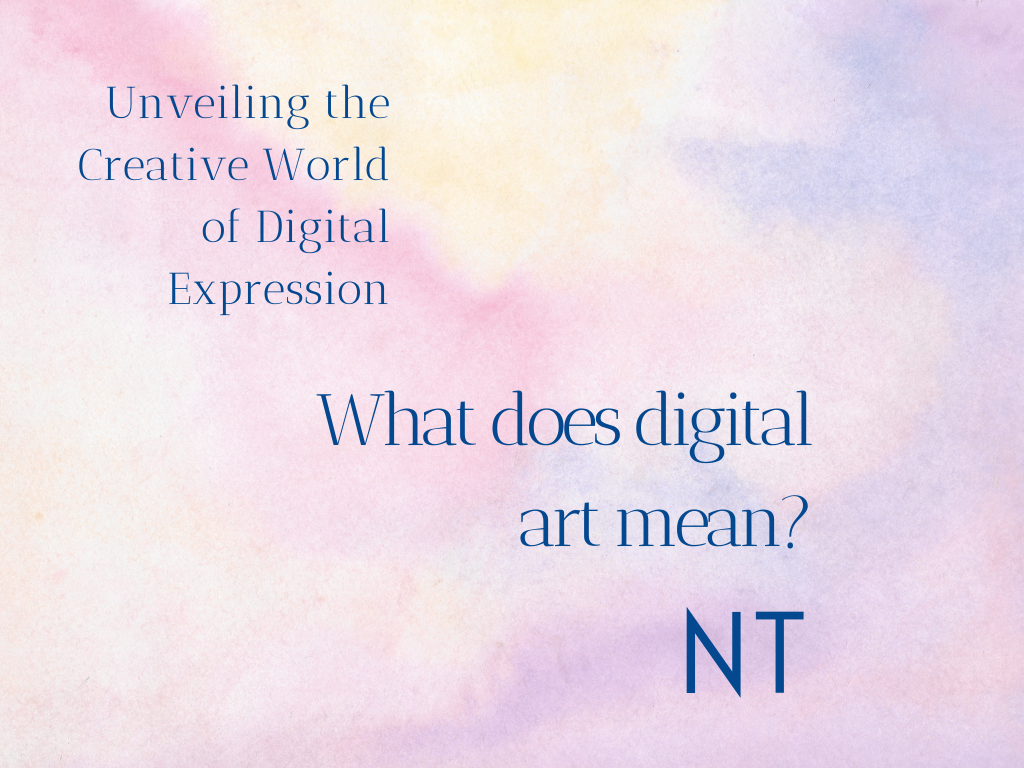 Unveiling the
Creative World
of Digital
Expression
What does digital
art mean?
NT